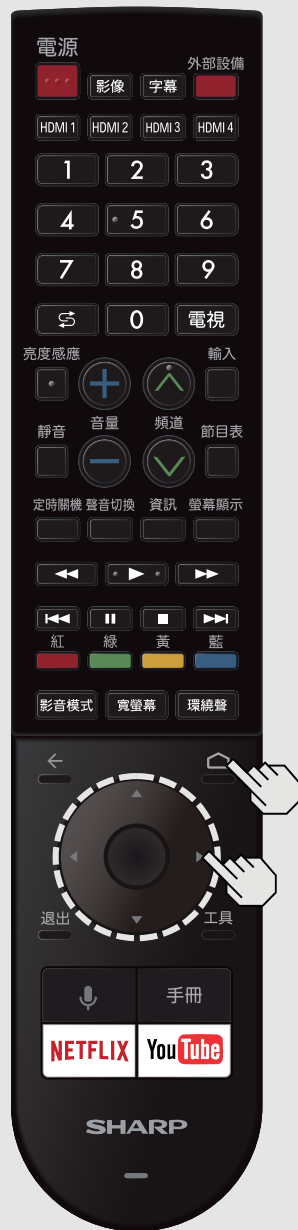 電源
外部設備
影像 字幕
HDMI 1 HDMI 2 HDMI 3 HDMI 4
1 2 3
4 5 6
7 8 9
0 電視
亮度感應 輸入
音量 頻道
靜音 節目表
定時關機 聲音切換 資訊 螢幕顯示
紅 綠 黃 藍
影音模式 寬螢幕 環繞聲
退出 工具
手冊
NETFLIX YouTube
SHARP